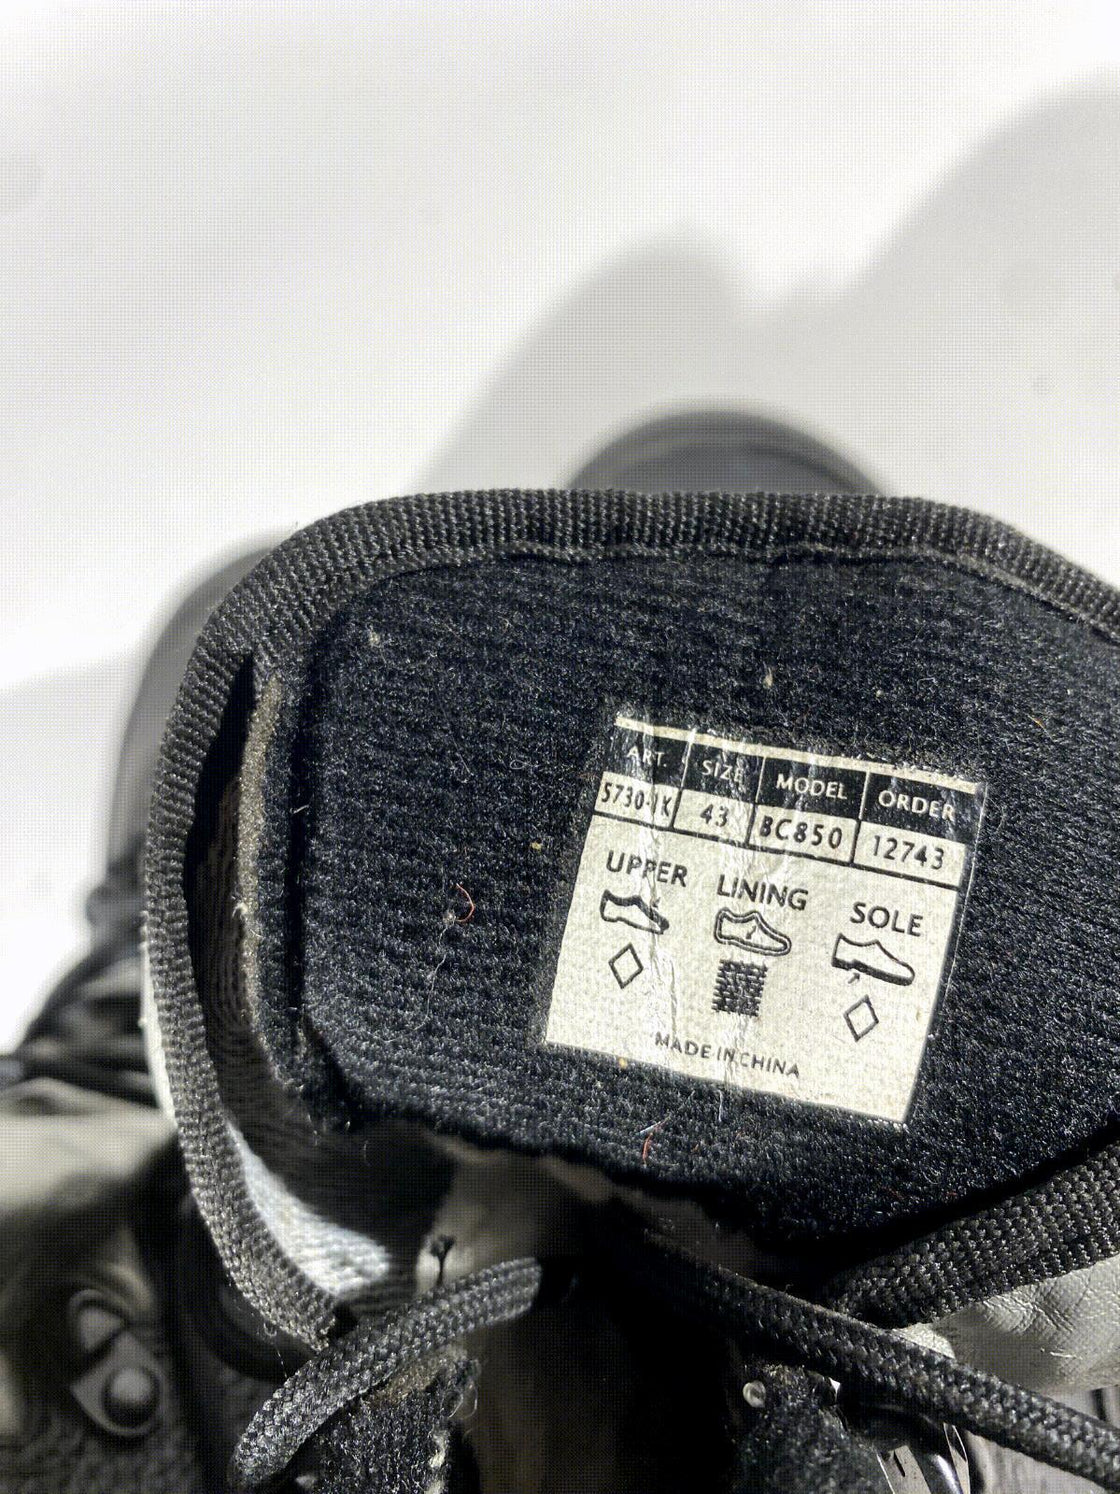 ART. SIZE MODEL ORDER
5730-1K 43 BC850 12743
UPPER LINING SOLE
MADE IN CHINA